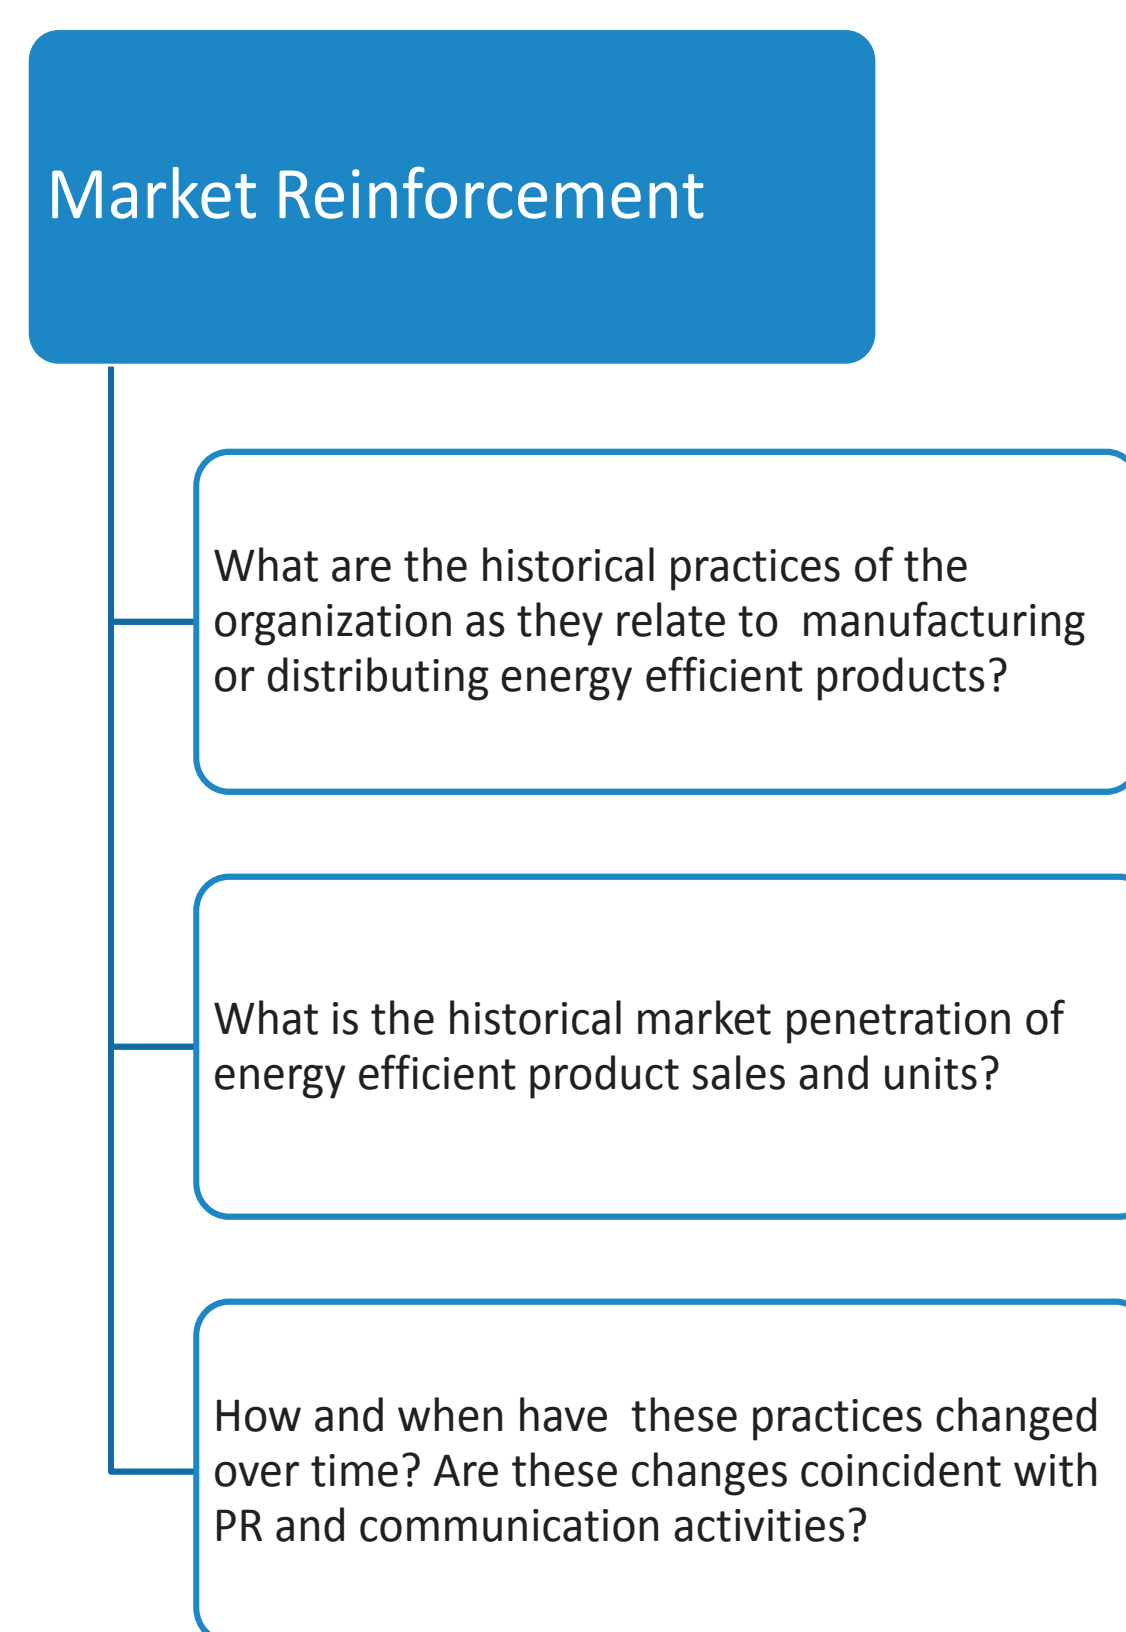 Market Reinforcement
What are the historical practices of the
organization as they relate to  manufacturing
or distributing energy efficient products?
What is the historical market penetration of
energy efficient product sales and units?
How and when have  these practices changed
over time? Are these changes coincident with
PR and communication activities?